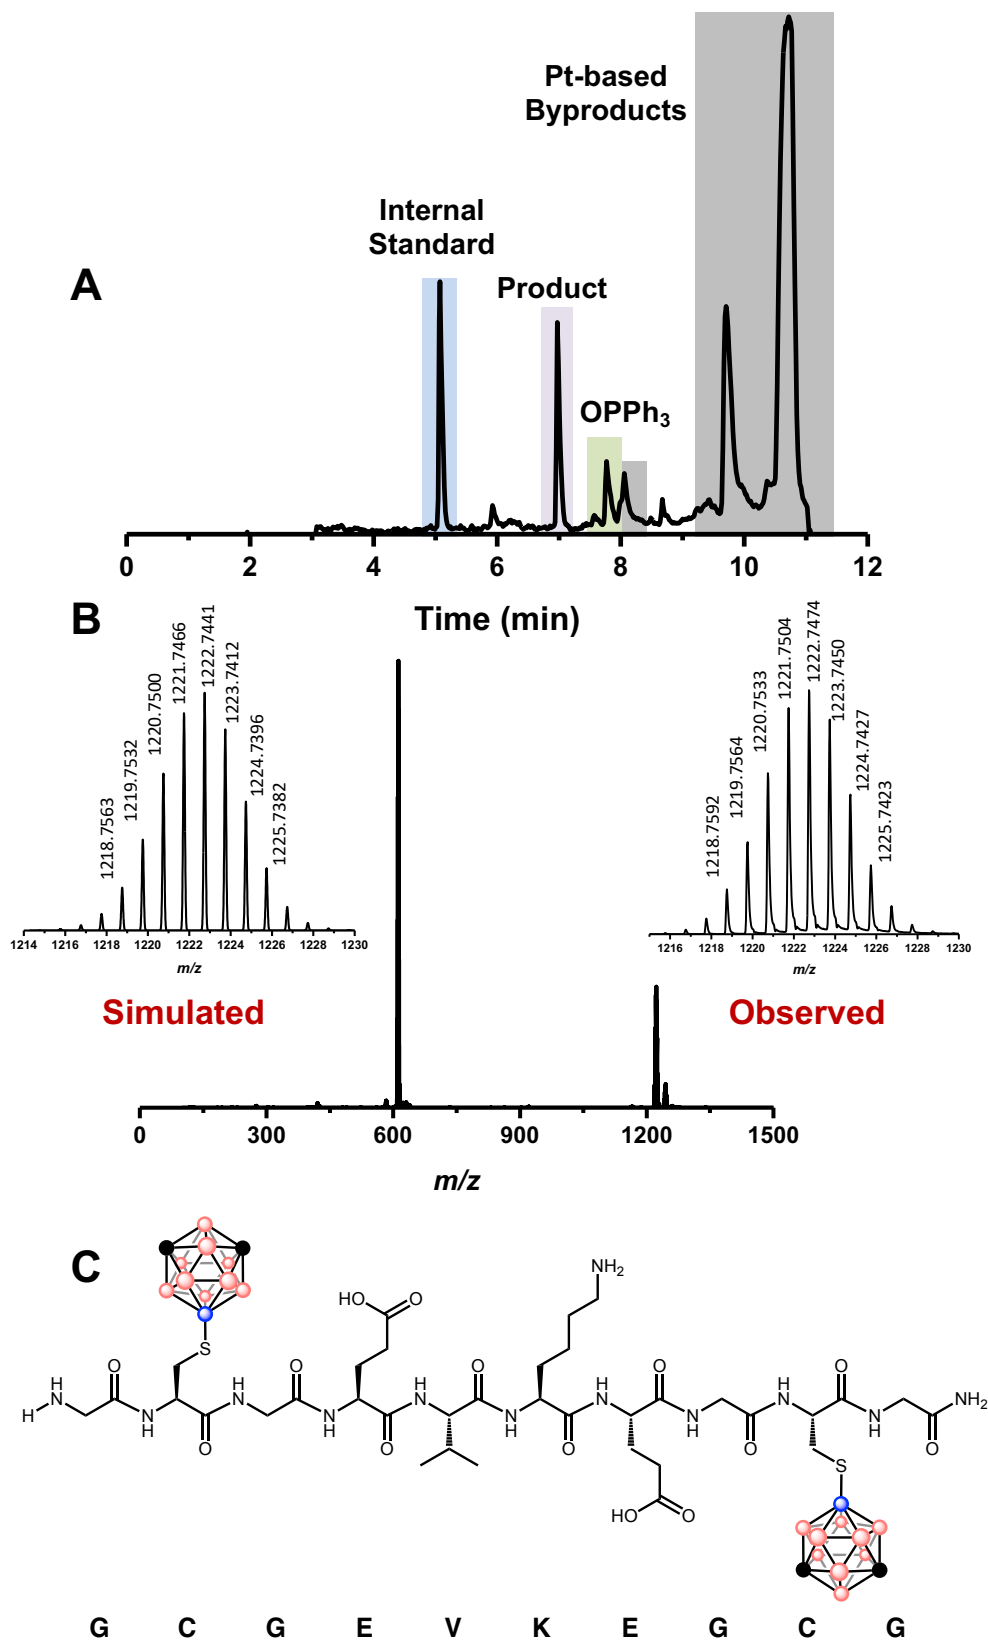 Pt-based
Byproducts
Internal
Standard
A
Product
OPPh3
0 2 4 6 8 10 12
Time (min)
B
1218.7563
1219.7532
1220.7500
1221.7466
1222.7441
1223.7412
1224.7396
1225.7382
1214 1216 1218 1220 1222 1224 1226 1228 1230
m/z
Simulated
1218.7592
1219.7564
1220.7533
1221.7504
1222.7474
1223.7450
1224.7427
1225.7423
1216 1218 1220 1222 1224 1226 1228 1230
m/z
Observed
0 300 600 900 1200 1500
m/z
C
NH2
HO O
S
O O O O O
H
N H N H N H N H N NH2
H N H N H N H N H N
O O O O O
S
HO O
G C G E V K E G C G